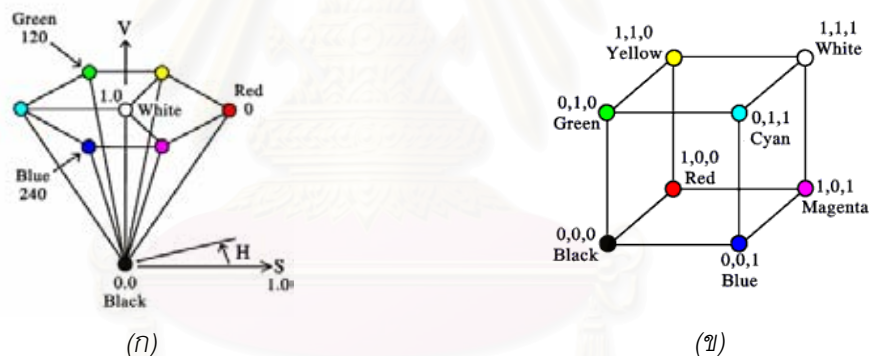 Green
120
V
1.0
White
Red
0
Blue
240
H
S
0.0
1.0
Black
(ก)
1,1,0
Yellow
1,1,1
White
0,1,0
Green
0,1,1
Cyan
1,0,0
Red
1,0,1
Magenta
0,0,0
Black
0,0,1
Blue
(ข)